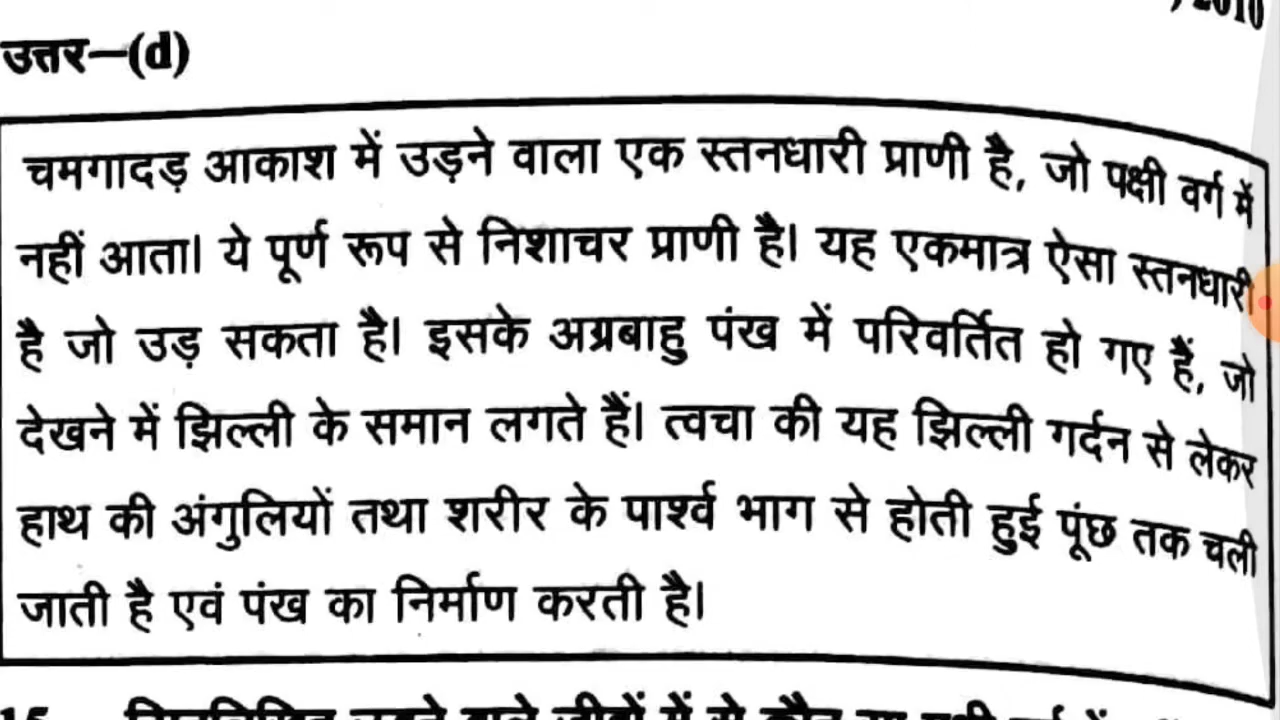 , 2010
उत्तर—(d)
चमगादड़ आकाश में उड़ने वाला एक स्तनधारी प्राणी है, जो पक्षी वर्ग में
नहीं आता। ये पूर्ण रूप से निशाचर प्राणी है। यह एकमात्र ऐसा स्तनधारी
है जो उड़ सकता है। इसके अग्रबाहु पंख में परिवर्तित हो गए हैं, जो
देखने में झिल्ली के समान लगते हैं। त्वचा की यह झिल्ली गर्दन से लेकर
हाथ की अंगुलियों तथा शरीर के पार्श्व भाग से होती हुई पूंछ तक चली
जाती है एवं पंख का निर्माण करती है।